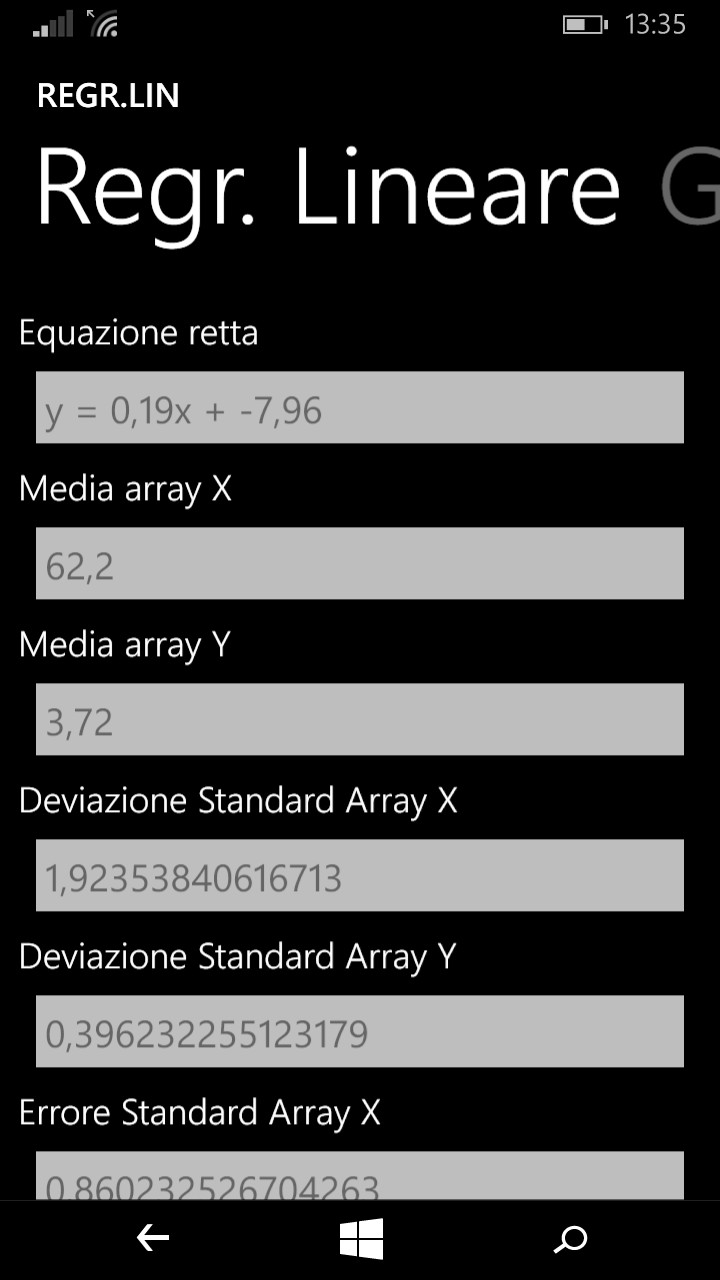 13:35
REGR.LIN
Regr. Lineare G
Equazione retta
y = 0,19x + -7,96
Media array X
62,2
Media array Y
3,72
Deviazione Standard Array X
1,92353840616713
Deviazione Standard Array Y
0,396232255123179
Errore Standard Array X
0,860232526704263